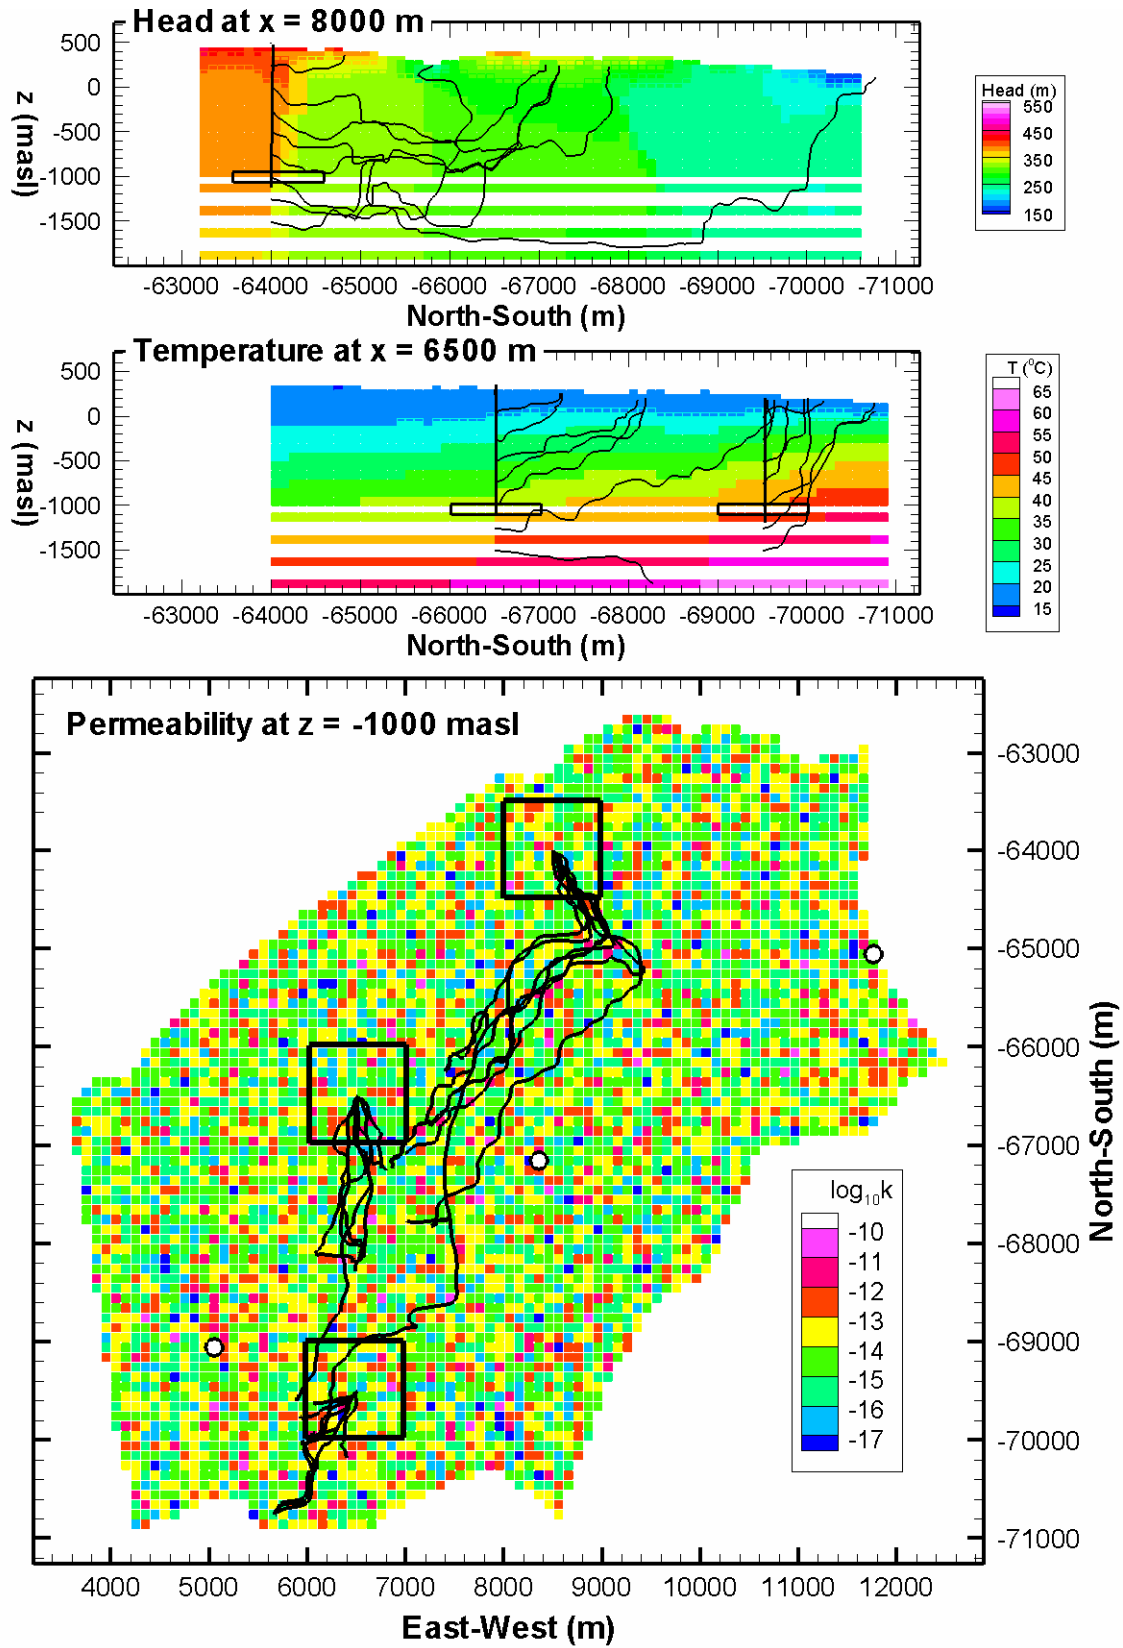 Head at x = 8000 m
500
0
-500
-1000
-1500
z (masl)
-63000 -64000 -65000 -66000 -67000 -68000 -69000 -70000 -71000
North-South (m)
Head (m)
550
450
350
250
150
Temperature at x = 6500 m
500
0
-500
-1000
-1500
z (masl)
-63000 -64000 -65000 -66000 -67000 -68000 -69000 -70000 -71000
North-South (m)
T (⁰C)
65
60
55
50
45
40
35
30
25
20
15
Permeability at z = -1000 masl
-63000
-64000
-65000
-66000
-67000
-68000
-69000
-70000
-71000
North-South (m)
log₁₀k
-10
-11
-12
-13
-14
-15
-16
-17
4000 5000 6000 7000 8000 9000 10000 11000 12000
East-West (m)